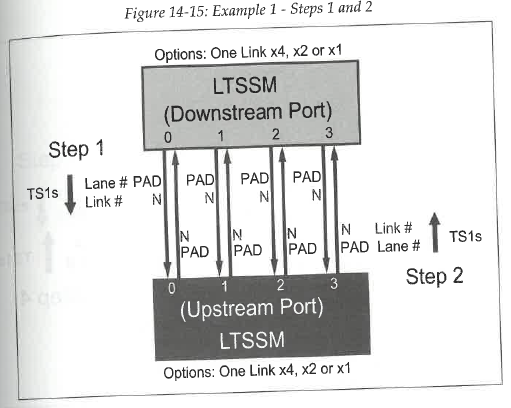 Figure 14-15: Example 1 - Steps 1 and 2
Options: One Link x4, x2 or x1
LTSSM
(Downstream Port)
0 1 2 3
Step 1
TS1s
Lane # PAD PAD PAD PAD
Link # N N N N
N N N N Link #
PAD PAD PAD PAD Lane #
TS1s
Step 2
0 1 2 3
(Upstream Port)
LTSSM
Options: One Link x4, x2 or x1